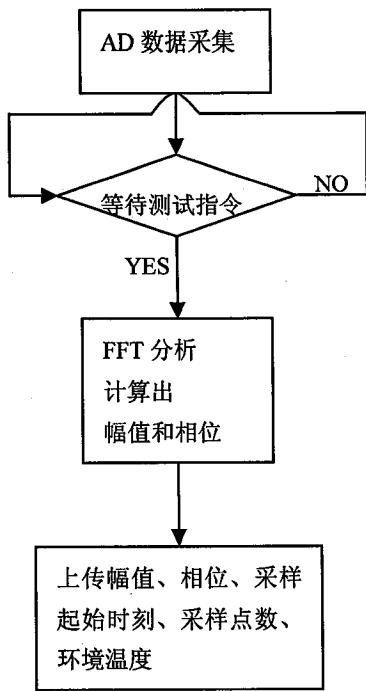 AD 数据采集
等待测试指令
NO
YES
FFT 分析
计算出
幅值和相位
上传幅值、相位、采样
起始时刻、采样点数、
环境温度